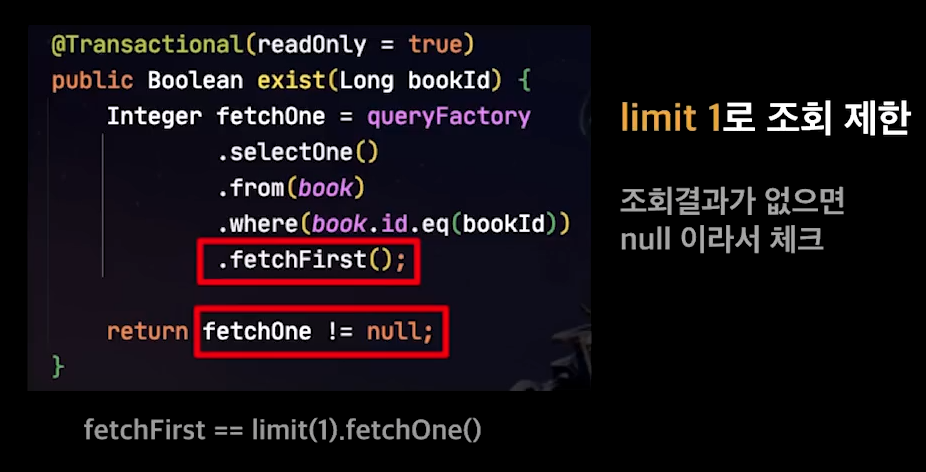 @Transactional(readOnly = true)
public Boolean exist(Long bookId) {
Integer fetchOne = queryFactory
.selectOne()
.from(book)
.where(book.id.eq(bookId))
.fetchFirst();
return fetchOne != null;
}
limit 1로 조회 제한
조회결과가 없으면
null 이라서 체크
fetchFirst == limit(1).fetchOne()